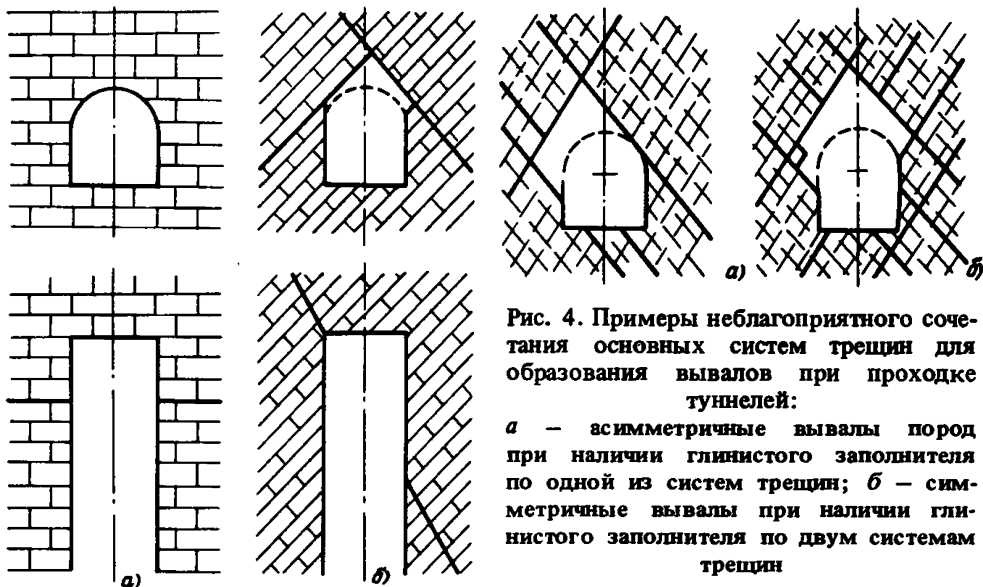 а)
б)
Рис. 4. Примеры неблагоприятного соче-
тания основных систем трещин для
образования вывалов при проходке
туннелей:
а – асимметричные вывалы пород
при наличии глинистого заполнителя
по одной из систем трещин; б – сим-
метричные вывалы при наличии гли-
нистого заполнителя по двум системам
трещин
а)
б)